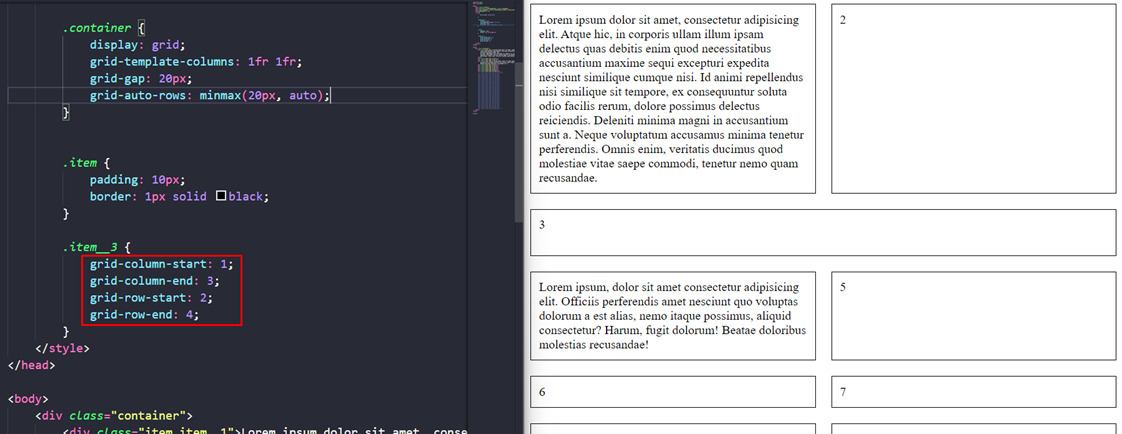 .container {
display: grid;
grid-template-columns: 1fr 1fr;
grid-gap: 20px;
grid-auto-rows: minmax(20px, auto);
}
.item {
padding: 10px;
border: 1px solid black;
}
.item__3 {
grid-column-start: 1;
grid-column-end: 3;
grid-row-start: 2;
grid-row-end: 4;
}
</style>
</head>
<body>
<div class="container">
<div class="item item__1">Lorem ipsum dolor sit amet, conse
Lorem ipsum dolor sit amet, consectetur adipisicing
elit. Atque hic, in corporis ullam illum ipsam
delectus quas debitis enim quod necessitatibus
accusantium maxime sequi excepturi expedita
nesciunt similique cumque nisi. Id animi repellendus
nisi similique sit tempore, ex consequuntur soluta
odio facilis rerum, dolore possimus delectus
reiciendis. Deleniti minima magni in accusantium
sunt a. Neque voluptatum accusamus minima tenetur
perferendis. Omnis enim, veritatis ducimus quod
molestiae vitae saepe commodi, tenetur nemo quam
recusandae.
2
3
Lorem ipsum, dolor sit amet consectetur adipisicing
elit. Officiis perferendis amet nesciunt quo voluptas
dolorum a est alias, nemo itaque possimus, aliquid
consectetur? Harum, fugit dolorum! Beatae doloribus
molestias recusandae!
5
6
7